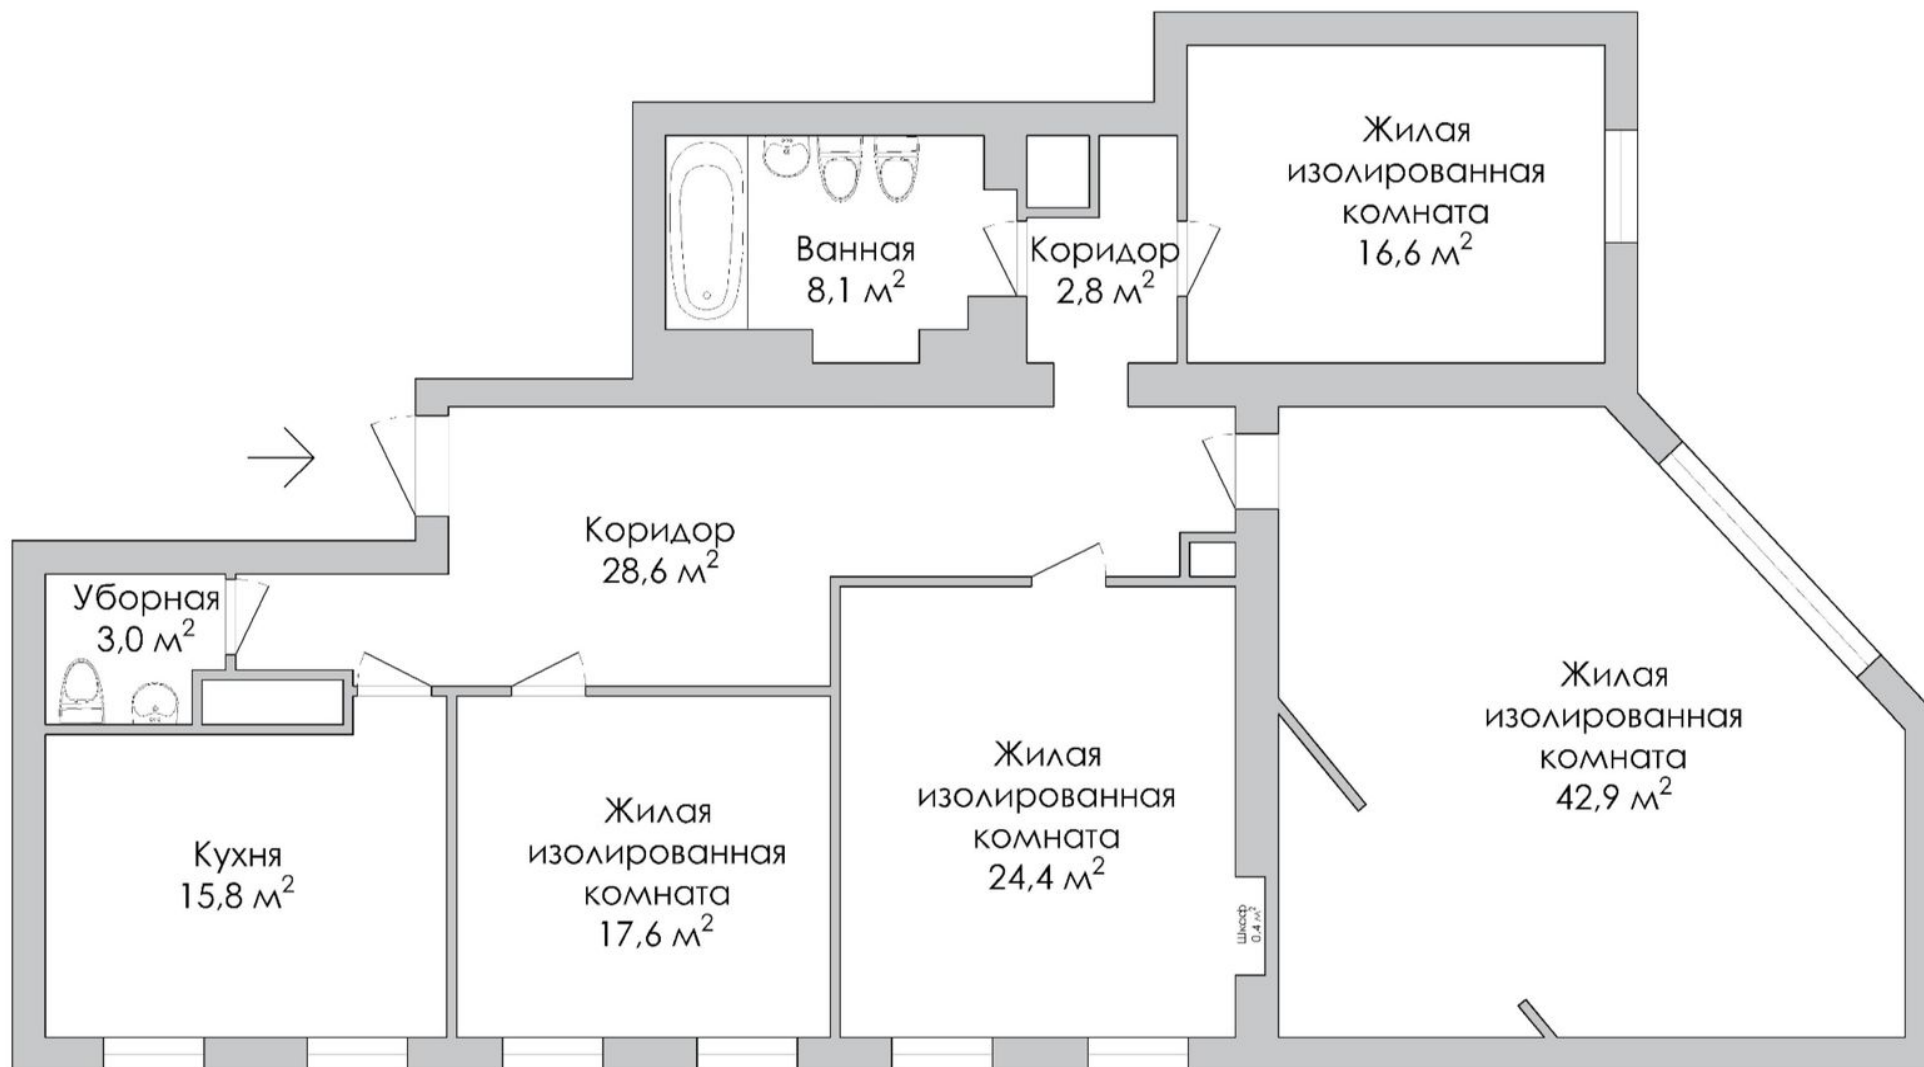 Жилая
изолированная
комната
16,6 м²
Ванная
8,1 м²
Коридор
2,8 м²
Коридор
28,6 м²
Уборная
3,0 м²
Жилая
изолированная
комната
42,9 м²
Жилая
изолированная
комната
24,4 м²
Жилая
изолированная
комната
17,6 м²
Кухня
15,8 м²
Шкаф
0,4 м²